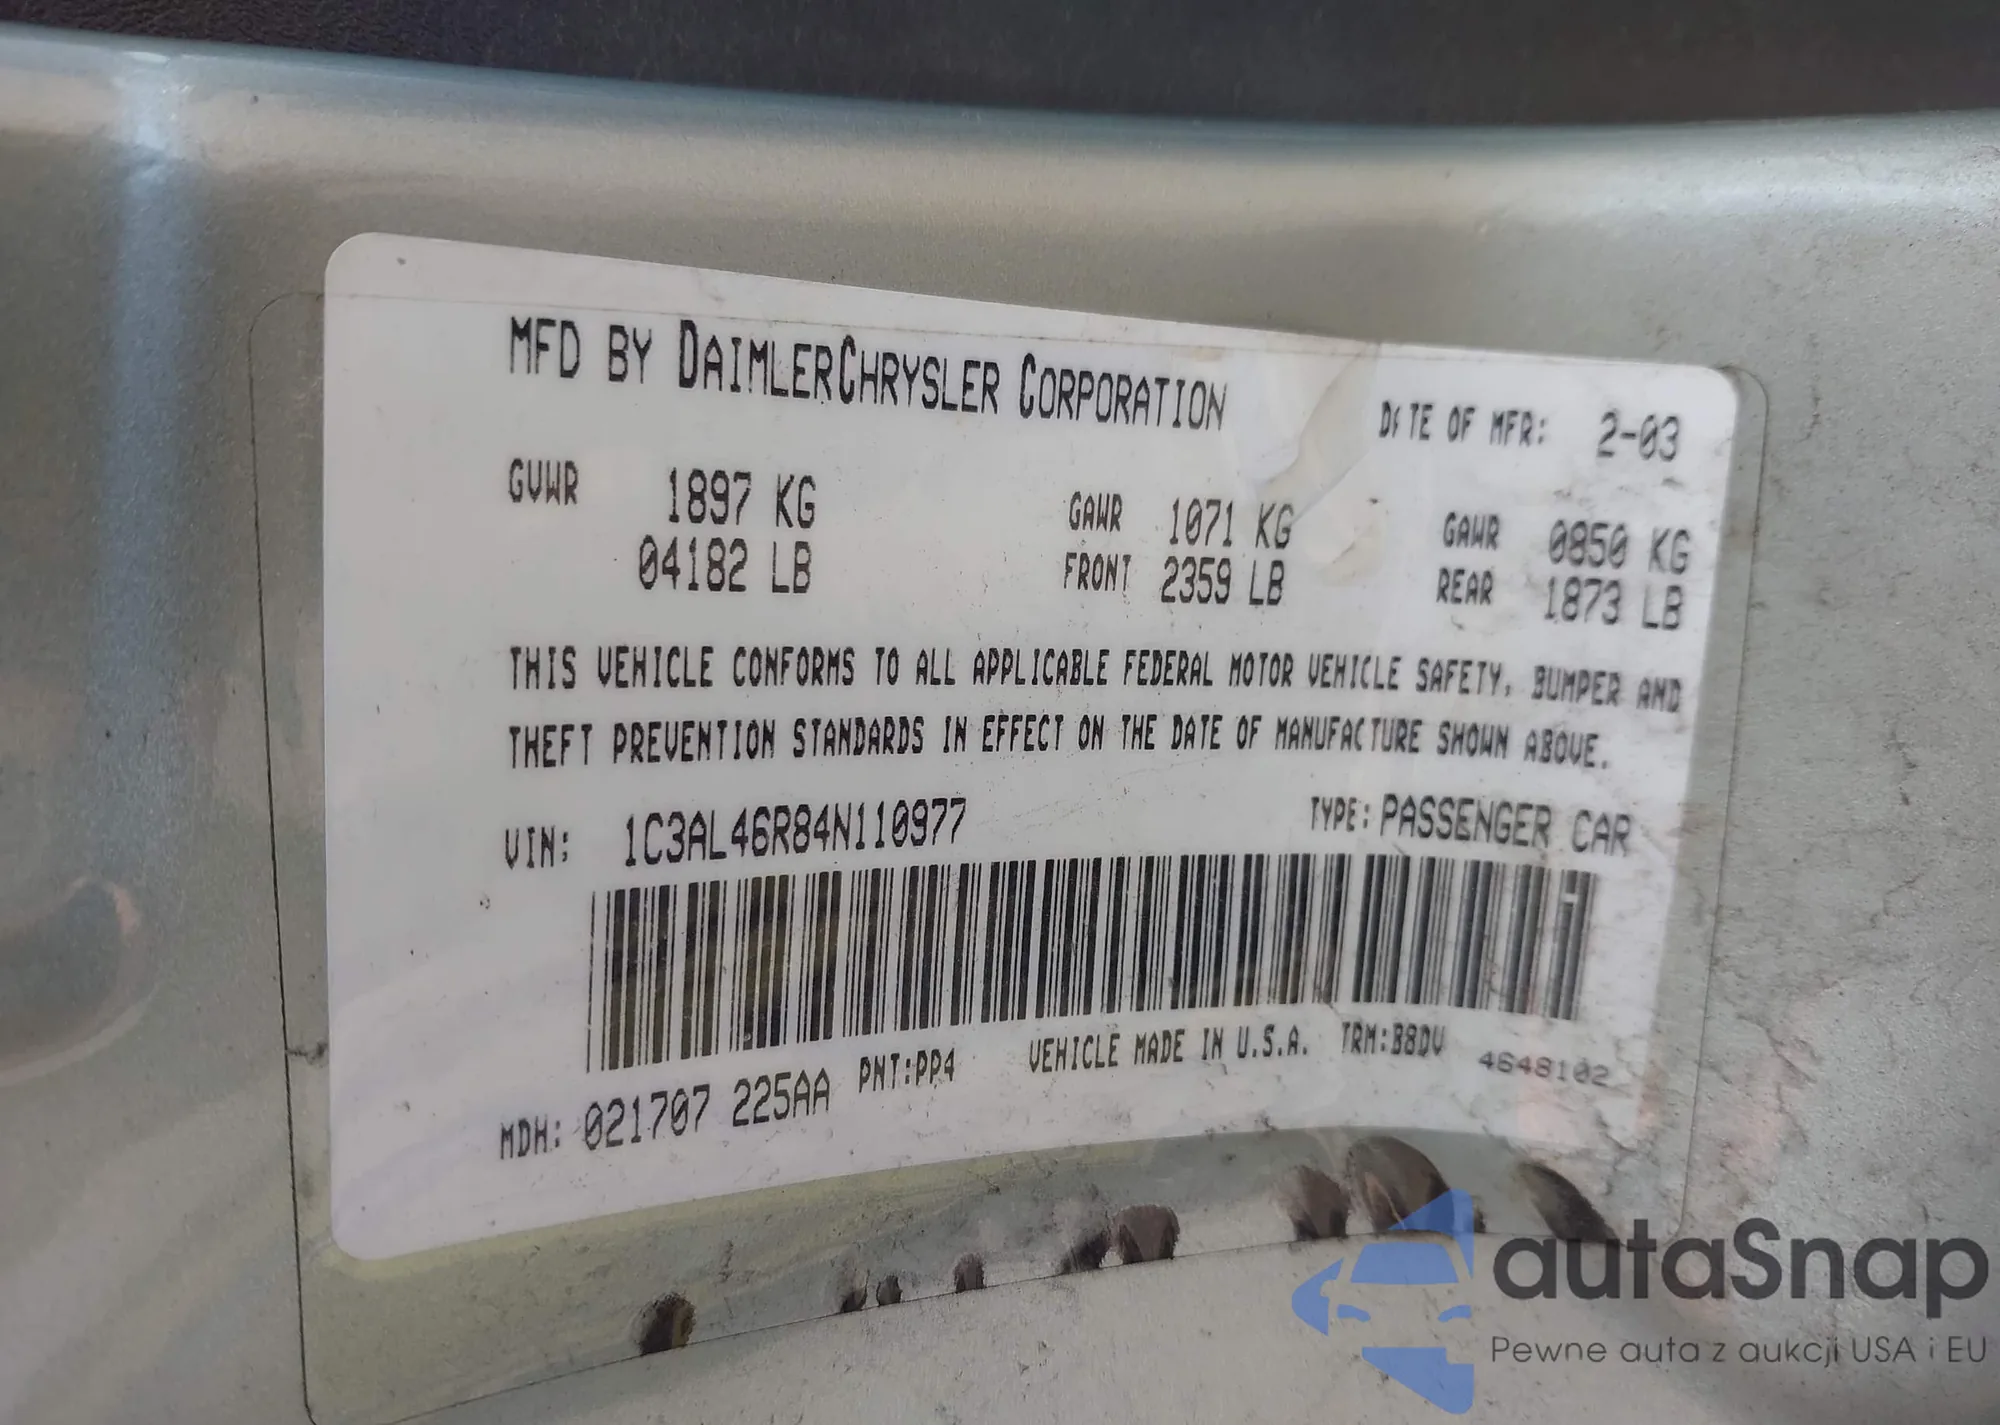 MFD BY DAIMLERCHRYSLER CORPORATION
DATE OF MFR: 2-03
GVWR 1897 KG
04182 LB
GAWR 1071 KG
FRONT 2359 LB
GAWR 0850 KG
REAR 1873 LB
THIS VEHICLE CONFORMS TO ALL APPLICABLE FEDERAL MOTOR VEHICLE SAFETY, BUMPER AND
THEFT PREVENTION STANDARDS IN EFFECT ON THE DATE OF MANUFACTURE SHOWN ABOVE.
VIN: 1C3AL46R84N110977 TYPE: PASSENGER CAR
MDH: 021707 225AA PNT:PP4 VEHICLE MADE IN U.S.A. TRM:B8DV 4648102
autaSnap
Pewne auta z aukcji USA i EU